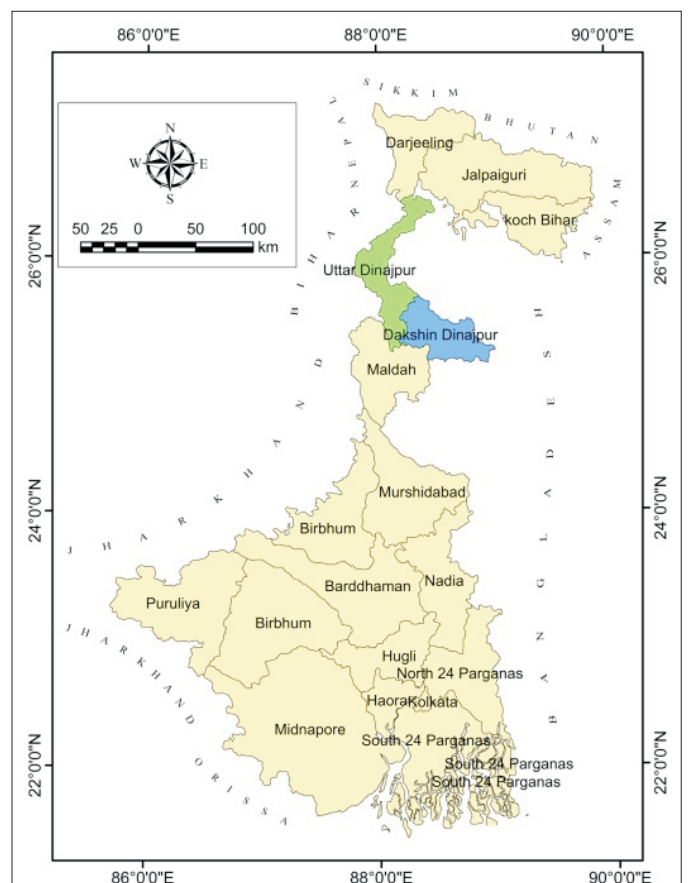 86°0'0"E 88°0'0"E 90°0'0"E
SIKKIM
BHUTAN
NEPAL
ASSAM
N
W E
S
50 25 0 50 100
km
Darjeeling
Jalpaiguri
koch Bihar
26°0'0"N 26°0'0"N
Uttar Dinajpur
BIHAR
Dakshin Dinajpur
Maldah
JHARKHAND
BANGLADESH
Murshidabad
24°0'0"N 24°0'0"N
Birbhum
Barddhaman
Nadia
Puruliya
Birbhum
Hugli
North 24 Parganas
JHARKHAND
Haora
Kolkata
Midnapore
South 24 Parganas
22°0'0"N 22°0'0"N
South 24 Parganas
South 24 Parganas
ORISSA
86°0'0"E 88°0'0"E 90°0'0"E